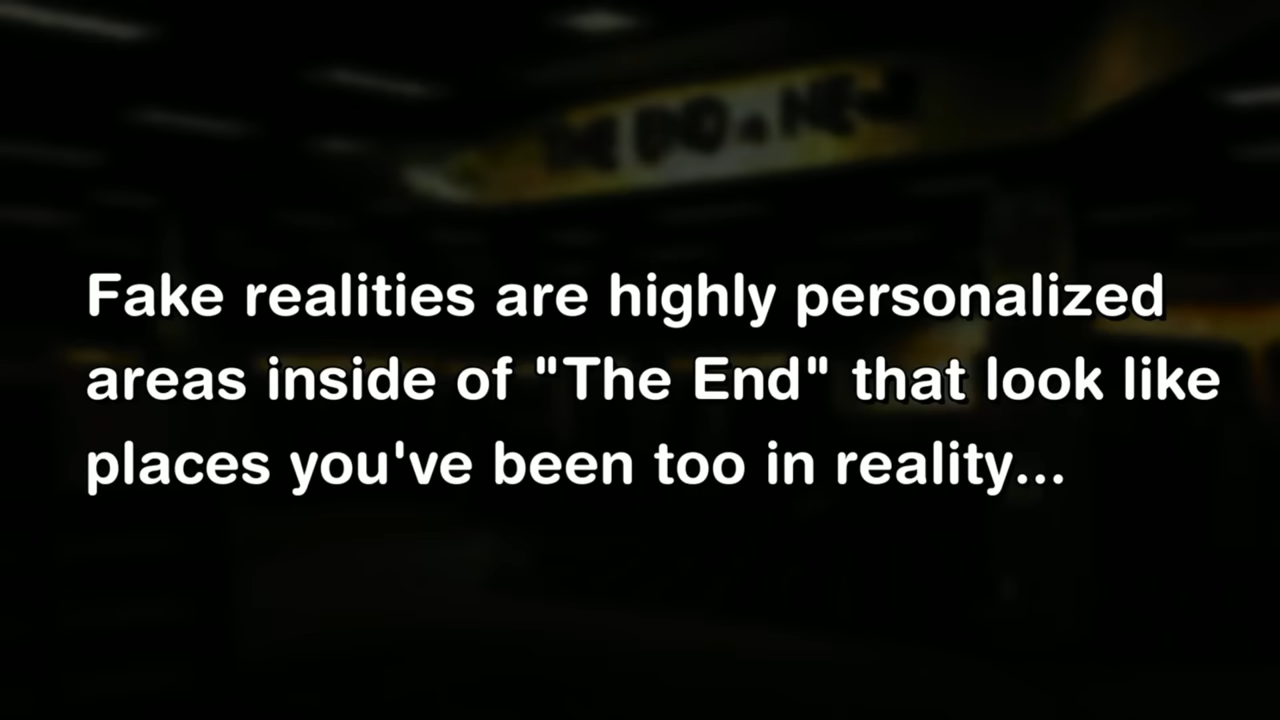 Fake realities are highly personalized
areas inside of "The End" that look like
places you've been too in reality...